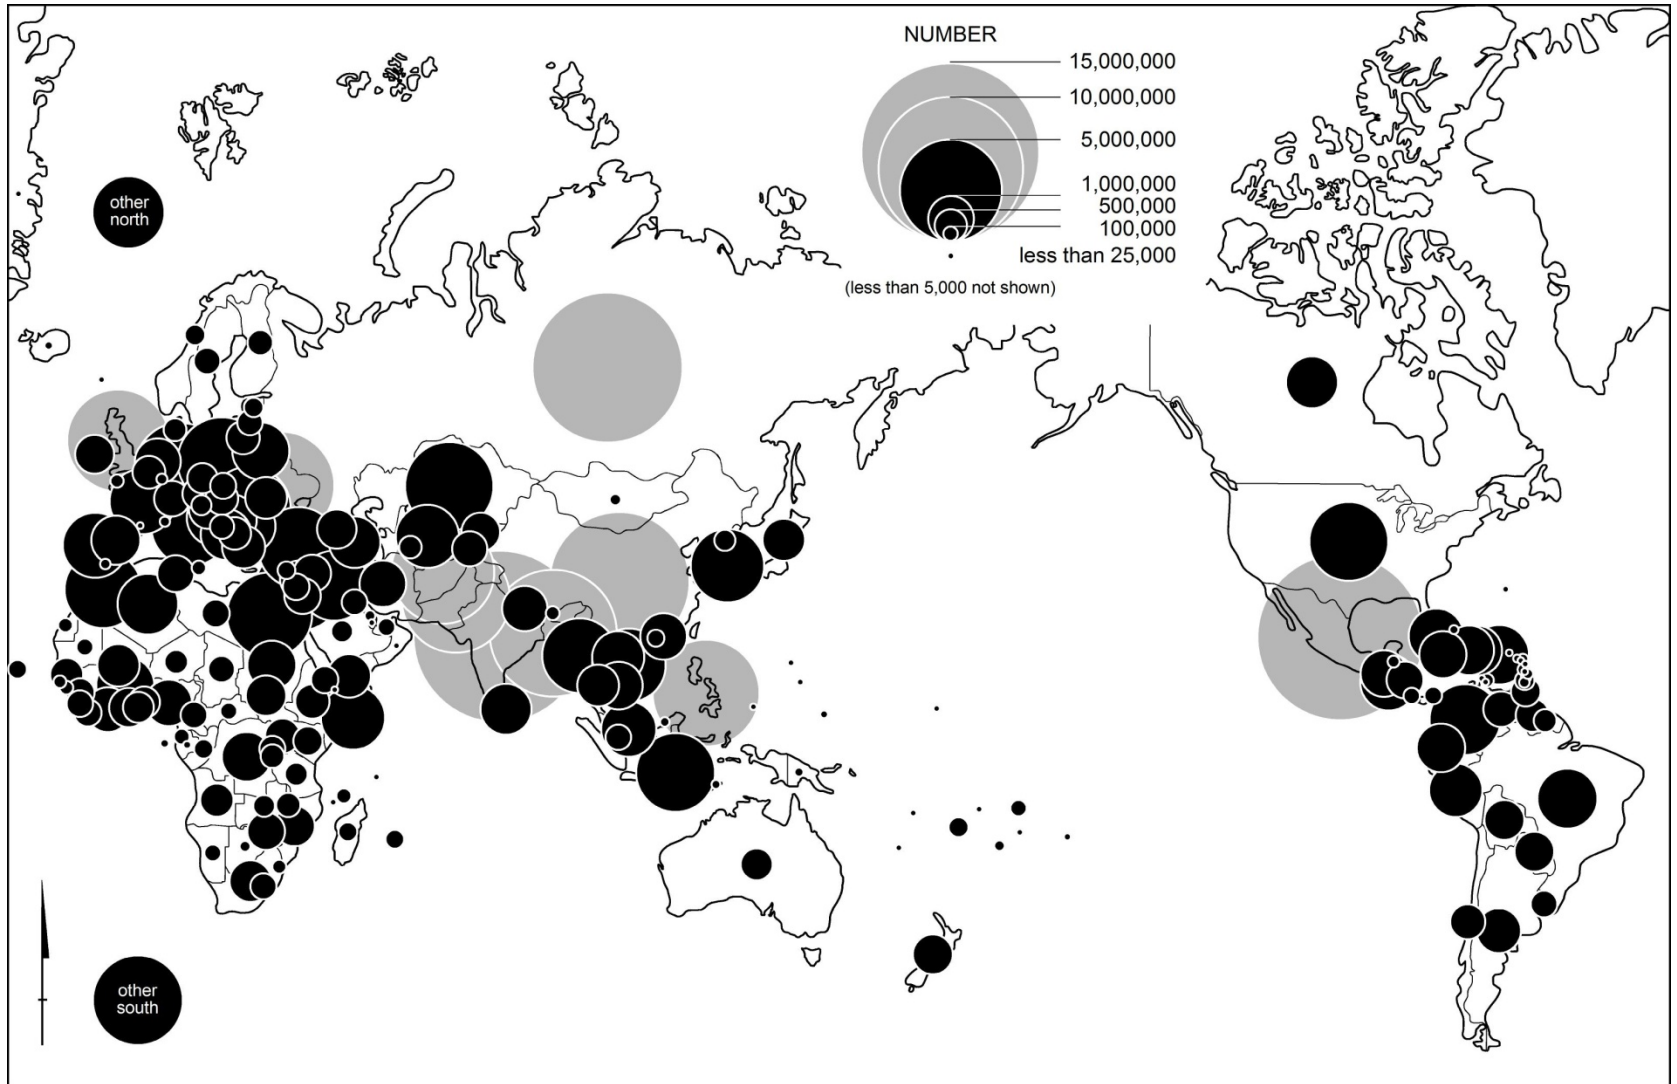 NUMBER
15,000,000
10,000,000
5,000,000
1,000,000
500,000
100,000
less than 25,000
(less than 5,000 not shown)
other
north
other
south